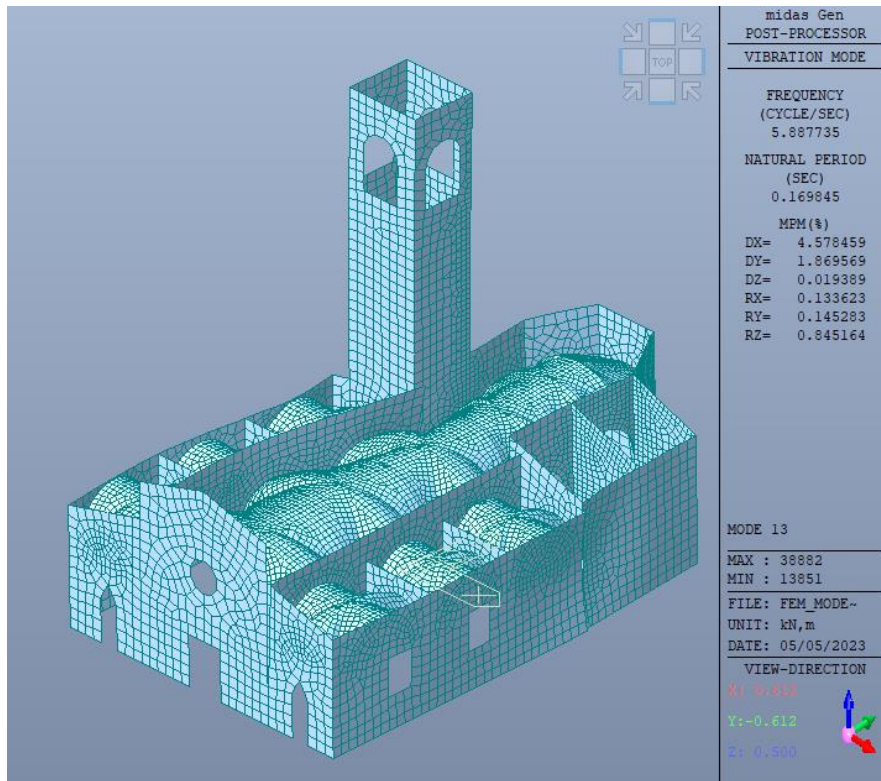 TOP
midas Gen
POST-PROCESSOR
VIBRATION MODE
FREQUENCY
(CYCLE/SEC)
5.887735
NATURAL PERIOD
(SEC)
0.169845
MPM(%)
DX= 4.578459
DY= 1.869569
DZ= 0.019389
RX= 0.133623
RY= 0.145283
RZ= 0.845164
MODE 13
MAX : 38882
MIN : 13851
FILE: FEM_MODE~
UNIT: kN,m
DATE: 05/05/2023
VIEW-DIRECTION
X: 0.612
Y:-0.612
Z: 0.500